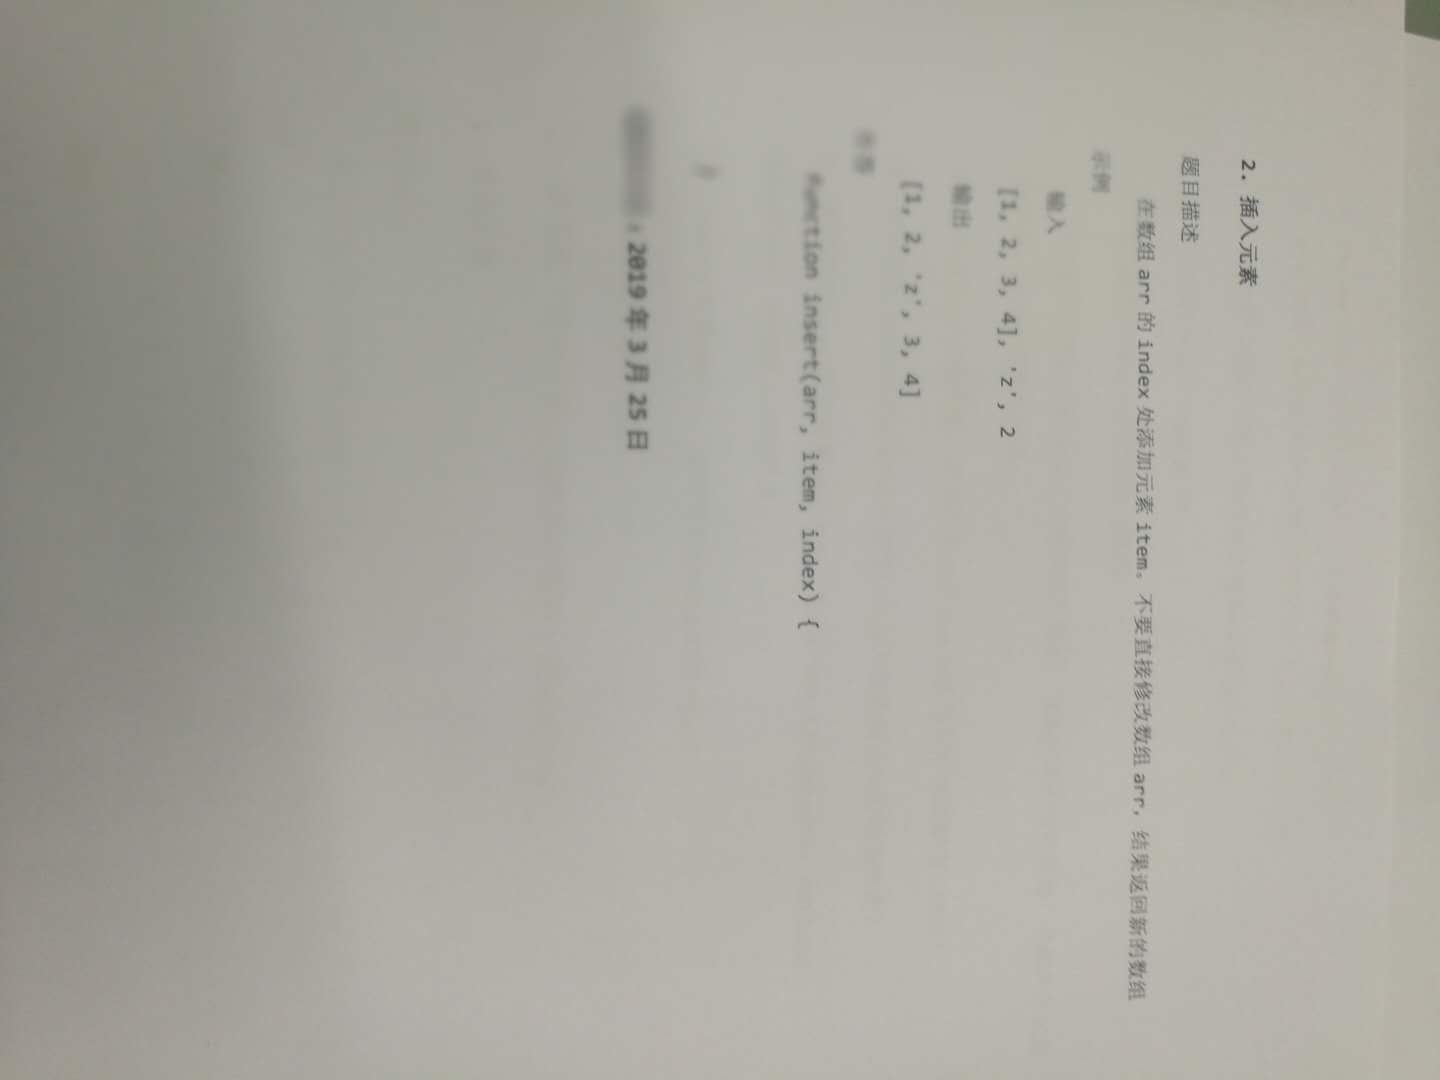 2. 插入元素
题目描述
在数组 arr 的 index 处添加元素 item。不要直接修改数组 arr，结果返回新的数组
示例
输入
[1, 2, 3, 4], 'z', 2
输出
[1, 2, 'z', 3, 4]
function insert(arr, item, index) {
}
: 2019 年 3 月 25 日